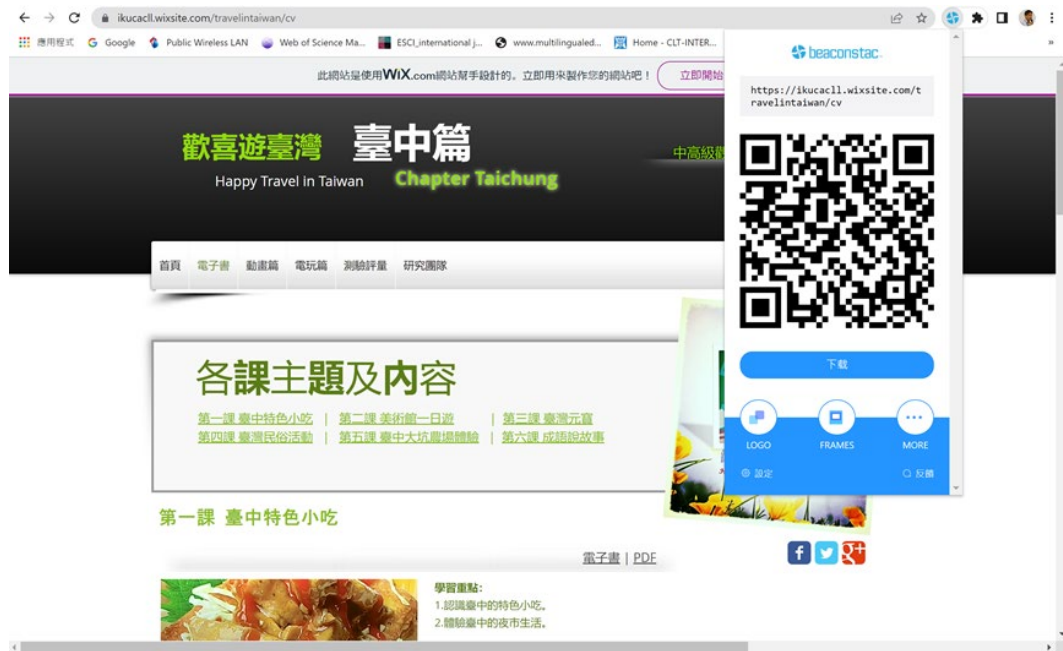 ikucacll.wixsite.com/travelintaiwan/cv
應用程式 Google Public Wireless LAN Web of Science Ma... ESCI_international j... www.multilingualed... Home - CLT-INTER... »
此網站是使用WiX.com網站幫手設計的。立即用來製作您的網站吧！ 立即開始
歡喜遊臺灣 臺中篇
中高級
Happy Travel in Taiwan Chapter Taichung
首頁 電子書 動畫篇 電玩篇 測驗評量 研究團隊
各課主題及內容
第一課 臺中特色小吃 | 第二課 美術館一日遊 | 第三課 臺灣元宵
第四課 臺灣民俗活動 | 第五課 臺中大坑農場體驗 | 第六課 成語說故事
第一課 臺中特色小吃
電子書 | PDF
學習重點:
1.認識臺中的特色小吃。
2.體驗臺中的夜市生活。
beaconstac
https://ikucacll.wixsite.com/t
ravelintaiwan/cv
下載
LOGO FRAMES MORE
設定 反饋
f g+